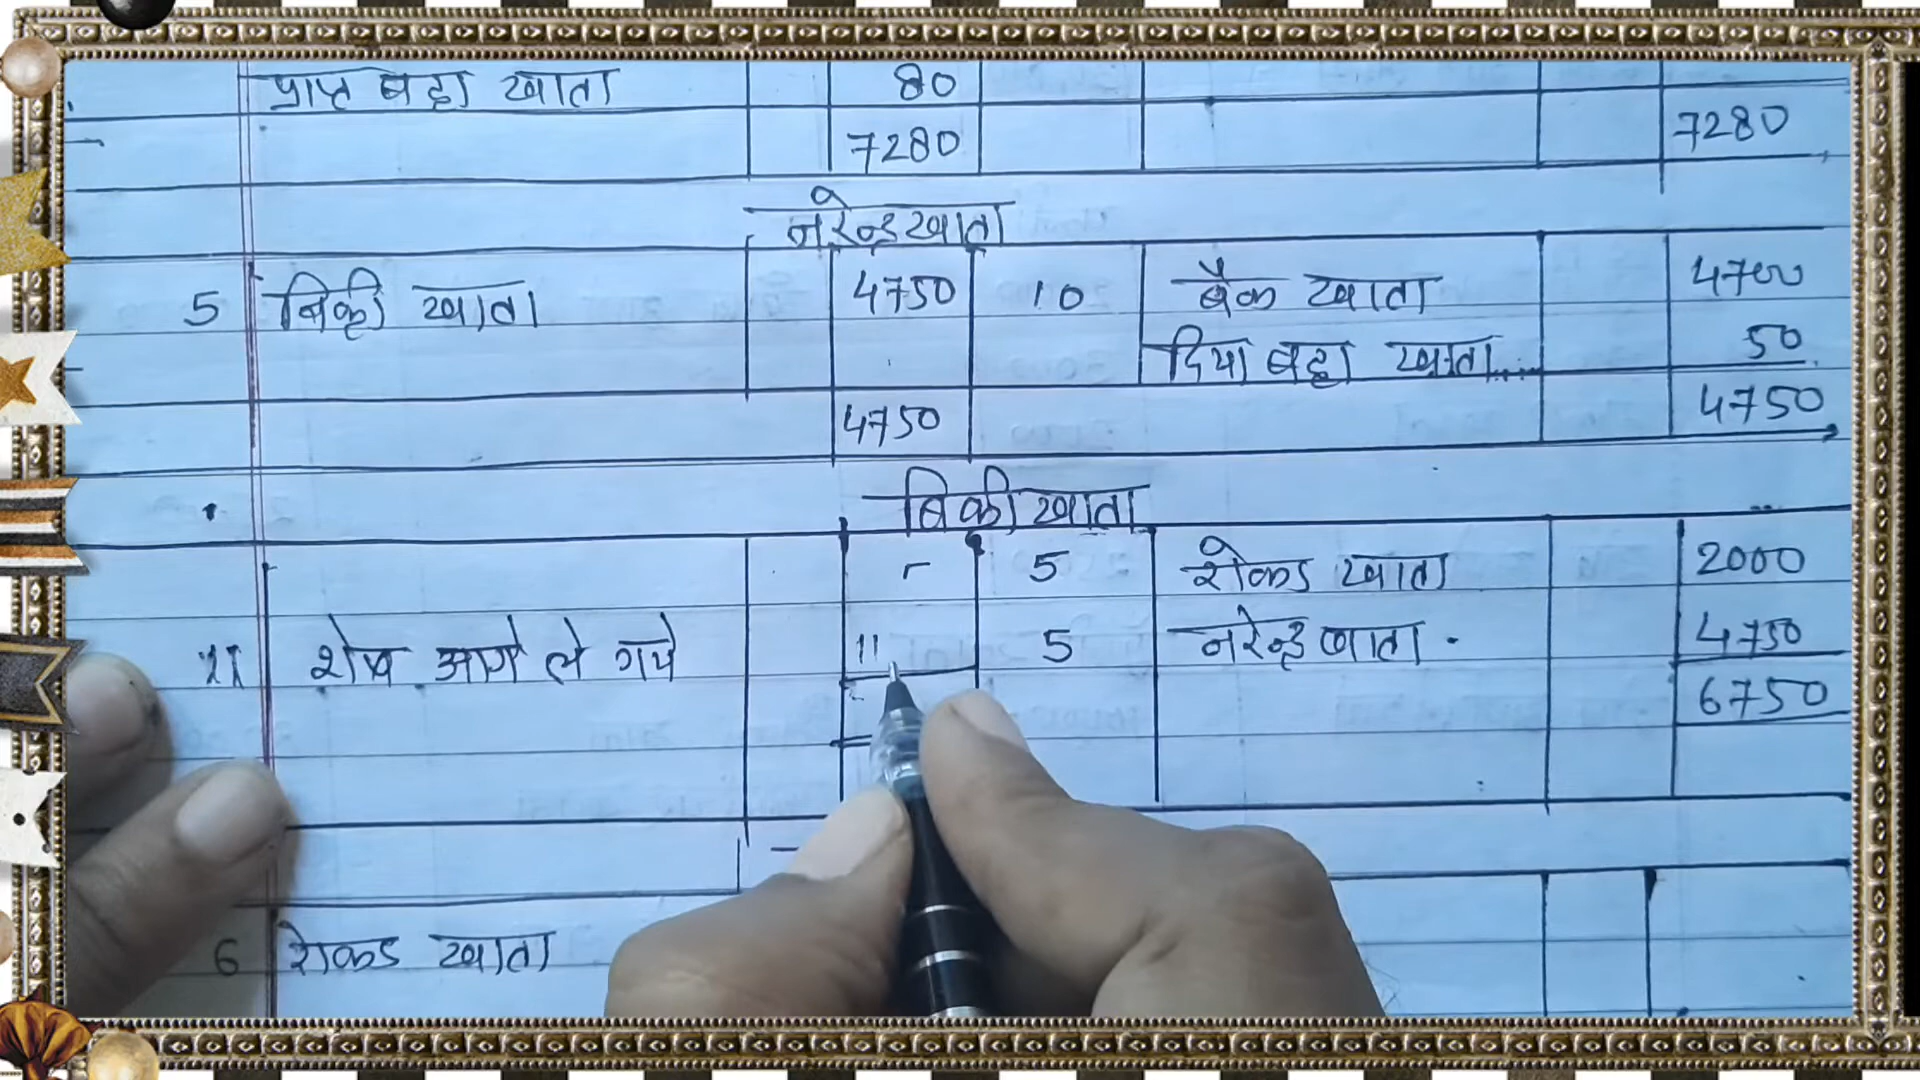 प्राप्त बट्टा खाता 80
7280 7280
नरेन्द्र खाता
5 बिक्री खाता 4750 10 बैंक खाता 4700
दिया बट्टा खाता.... 50
4750 4750
बिक्री खाता
5 रोकड खाता 2000
शेष आगे ले गये 11 5 नरेन्द्र खाता 4750
6750
6 रोकड खाता